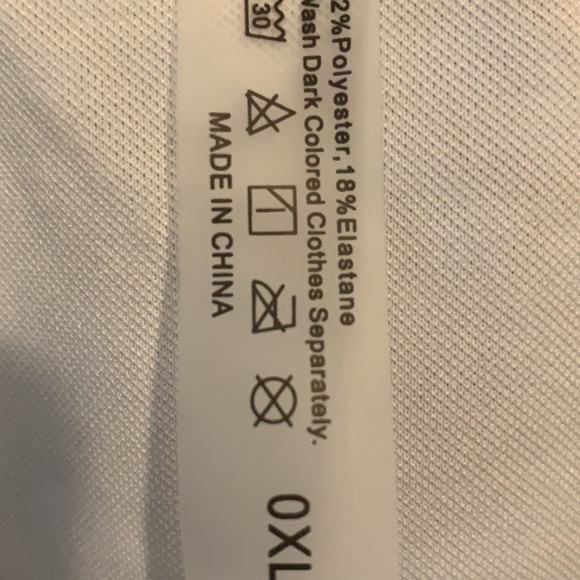 2%Polyester,18%Elastane
Wash Dark Colored Clothes Separately.
30
MADE IN CHINA
0XL